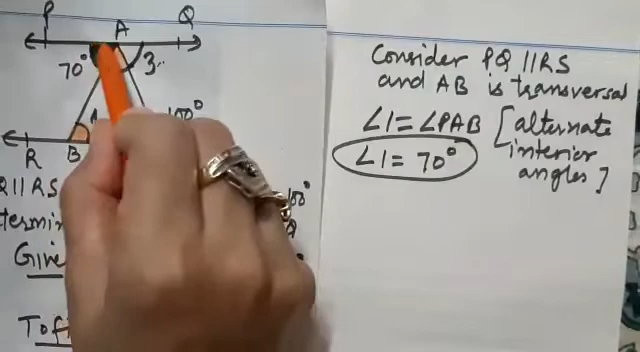 P A Q
70° 3
100°
R B
Q11RS
Give
To
Consider PQ || RS
and AB is transversal
∠1 = ∠PAB [alternate
interior
∠1 = 70°
angles]